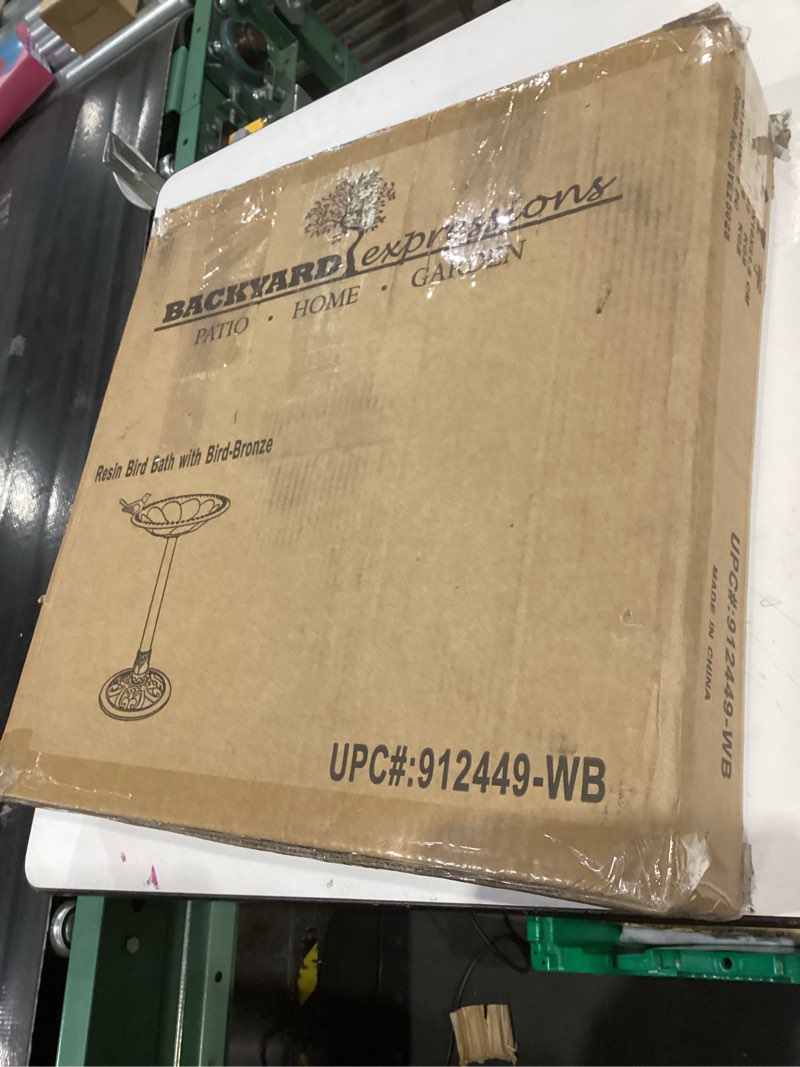 BACKYARD expressions
PATIO • HOME • GARDEN
Resin Bird Bath with Bird-Bronze
UPC#:912449-WB
UPC#:912449-WB
MADE IN CHINA